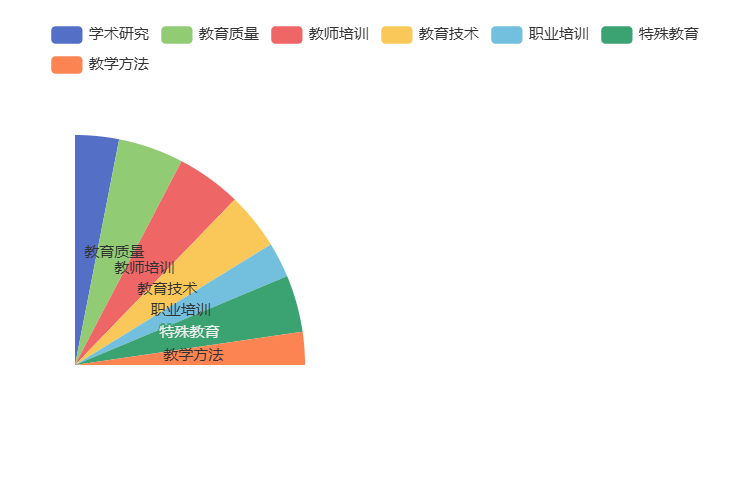 学术研究 教育质量 教师培训 教育技术 职业培训 特殊教育
教学方法
教育质量
教师培训
教育技术
职业培训
特殊教育
教学方法